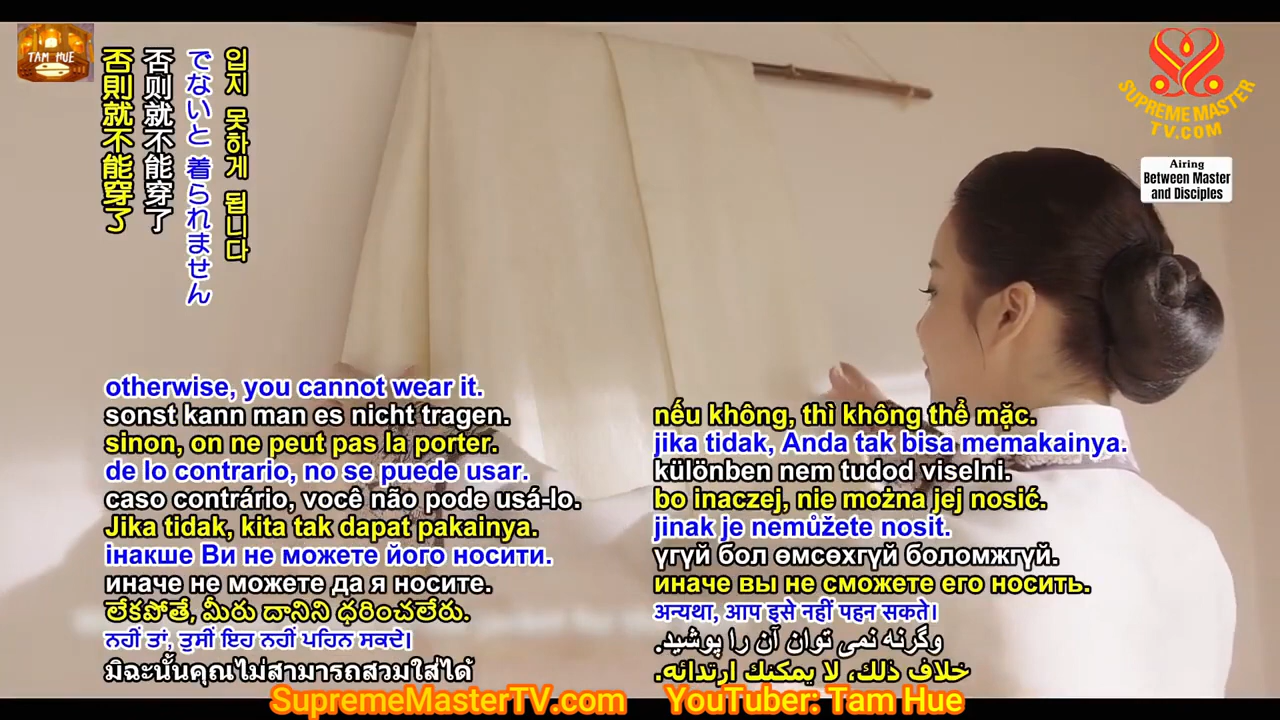 TAM HUE
否則就不能穿了
否则就不能穿了
でないと 着られません
입지 못하게 됩니다
SUPREME MASTER
TV.COM
Airing
Between Master
and Disciples
otherwise, you cannot wear it.
sonst kann man es nicht tragen.
sinon, on ne peut pas la porter.
de lo contrario, no se puede usar.
caso contrário, você não pode usá-lo.
Jika tidak, kita tak dapat pakainya.
інакше Ви не можете його носити.
иначе не можете да я носите.
లేకపోతే, మీరు దానిని ధరించలేరు.
ਨਹੀਂ ਤਾਂ, ਤੁਸੀਂ ਇਹ ਨਹੀਂ ਪਹਿਨ ਸਕਦੇ।
มิฉะนั้นคุณไม่สามารถสวมใส่ได้
nếu không, thì không thể mặc.
jika tidak, Anda tak bisa memakainya.
különben nem tudod viselni.
bo inaczej, nie można jej nosić.
jinak je nemůžete nosit.
үгүй бол өмсөхгүй боломжгүй.
иначе вы не сможете его носить.
अन्यथा, आप इसे नहीं पहन सकते।
وگرنه نمی توان آن را پوشید.
خلاف ذلك، لا يمكنك ارتدائه.
SupremeMasterTV.com YouTuber: Tam Hue